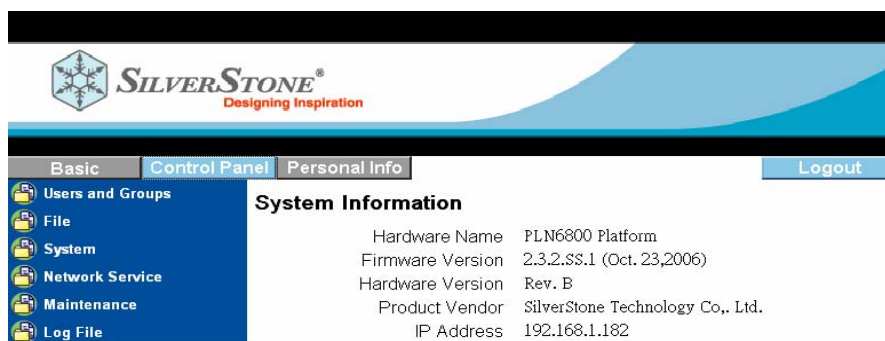 SILVERSTONE®
Designing Inspiration
Basic Control Panel Personal Info Logout
Users and Groups
File
System
Network Service
Maintenance
Log File
System Information
Hardware Name PLN6800 Platform
Firmware Version 2.3.2.SS.1 (Oct. 23,2006)
Hardware Version Rev. B
Product Vendor SilverStone Technology Co,. Ltd.
IP Address 192.168.1.182